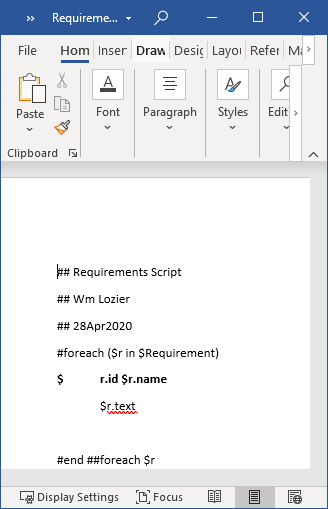 » Requireme...
File Hom Inser Draw Desig Layou Refer Ma
Paste Font Paragraph Styles Edit
Clipboard
## Requirements Script
## Wm Lozier
## 28Apr2020
#foreach ($r in $Requirement)
$ r.id $r.name
$r.text
#end ##foreach $r
Display Settings Focus